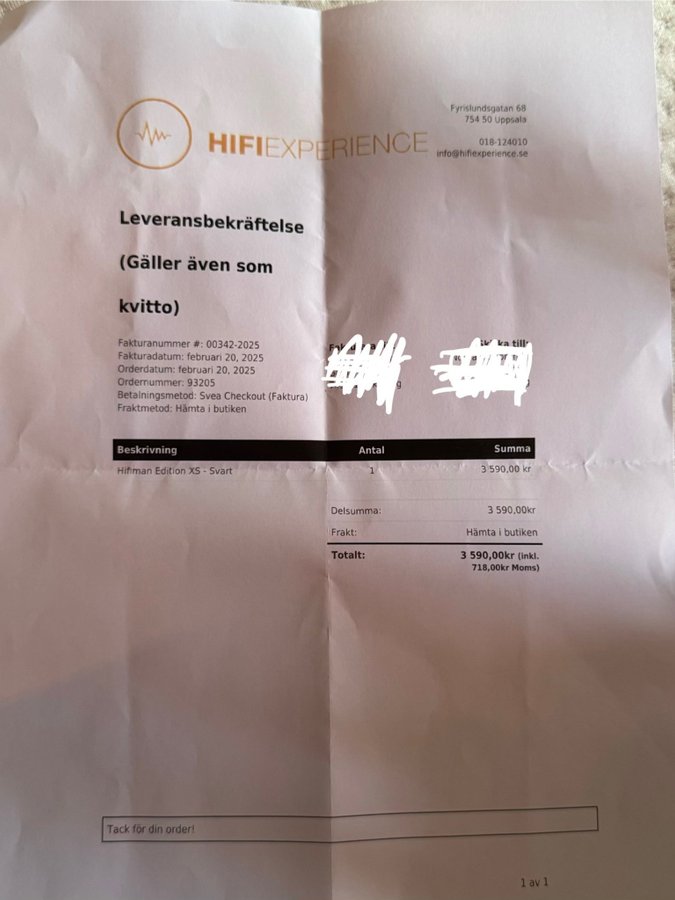 Fyrislundsgatan 68
754 50 Uppsala
018-124010
info@hifiexperience.se
HIFIEXPERIENCE
Leveransbekräftelse
(Gäller även som
kvitto)
Fakturanummer #: 00342-2025
Fakturadatum: februari 20, 2025
Orderdatum: februari 20, 2025
Ordernummer: 93205
Betalningsmetod: Svea Checkout (Faktura)
Fraktmetod: Hämta i butiken
till:
Beskrivning Antal Summa
Hifiman Edition XS - Svart 1 3 590,00 kr
Delsumma: 3 590,00kr
Frakt: Hämta i butiken
Totalt: 3 590,00kr (inkl.
718,00kr Moms)
Tack för din order!
1 av 1